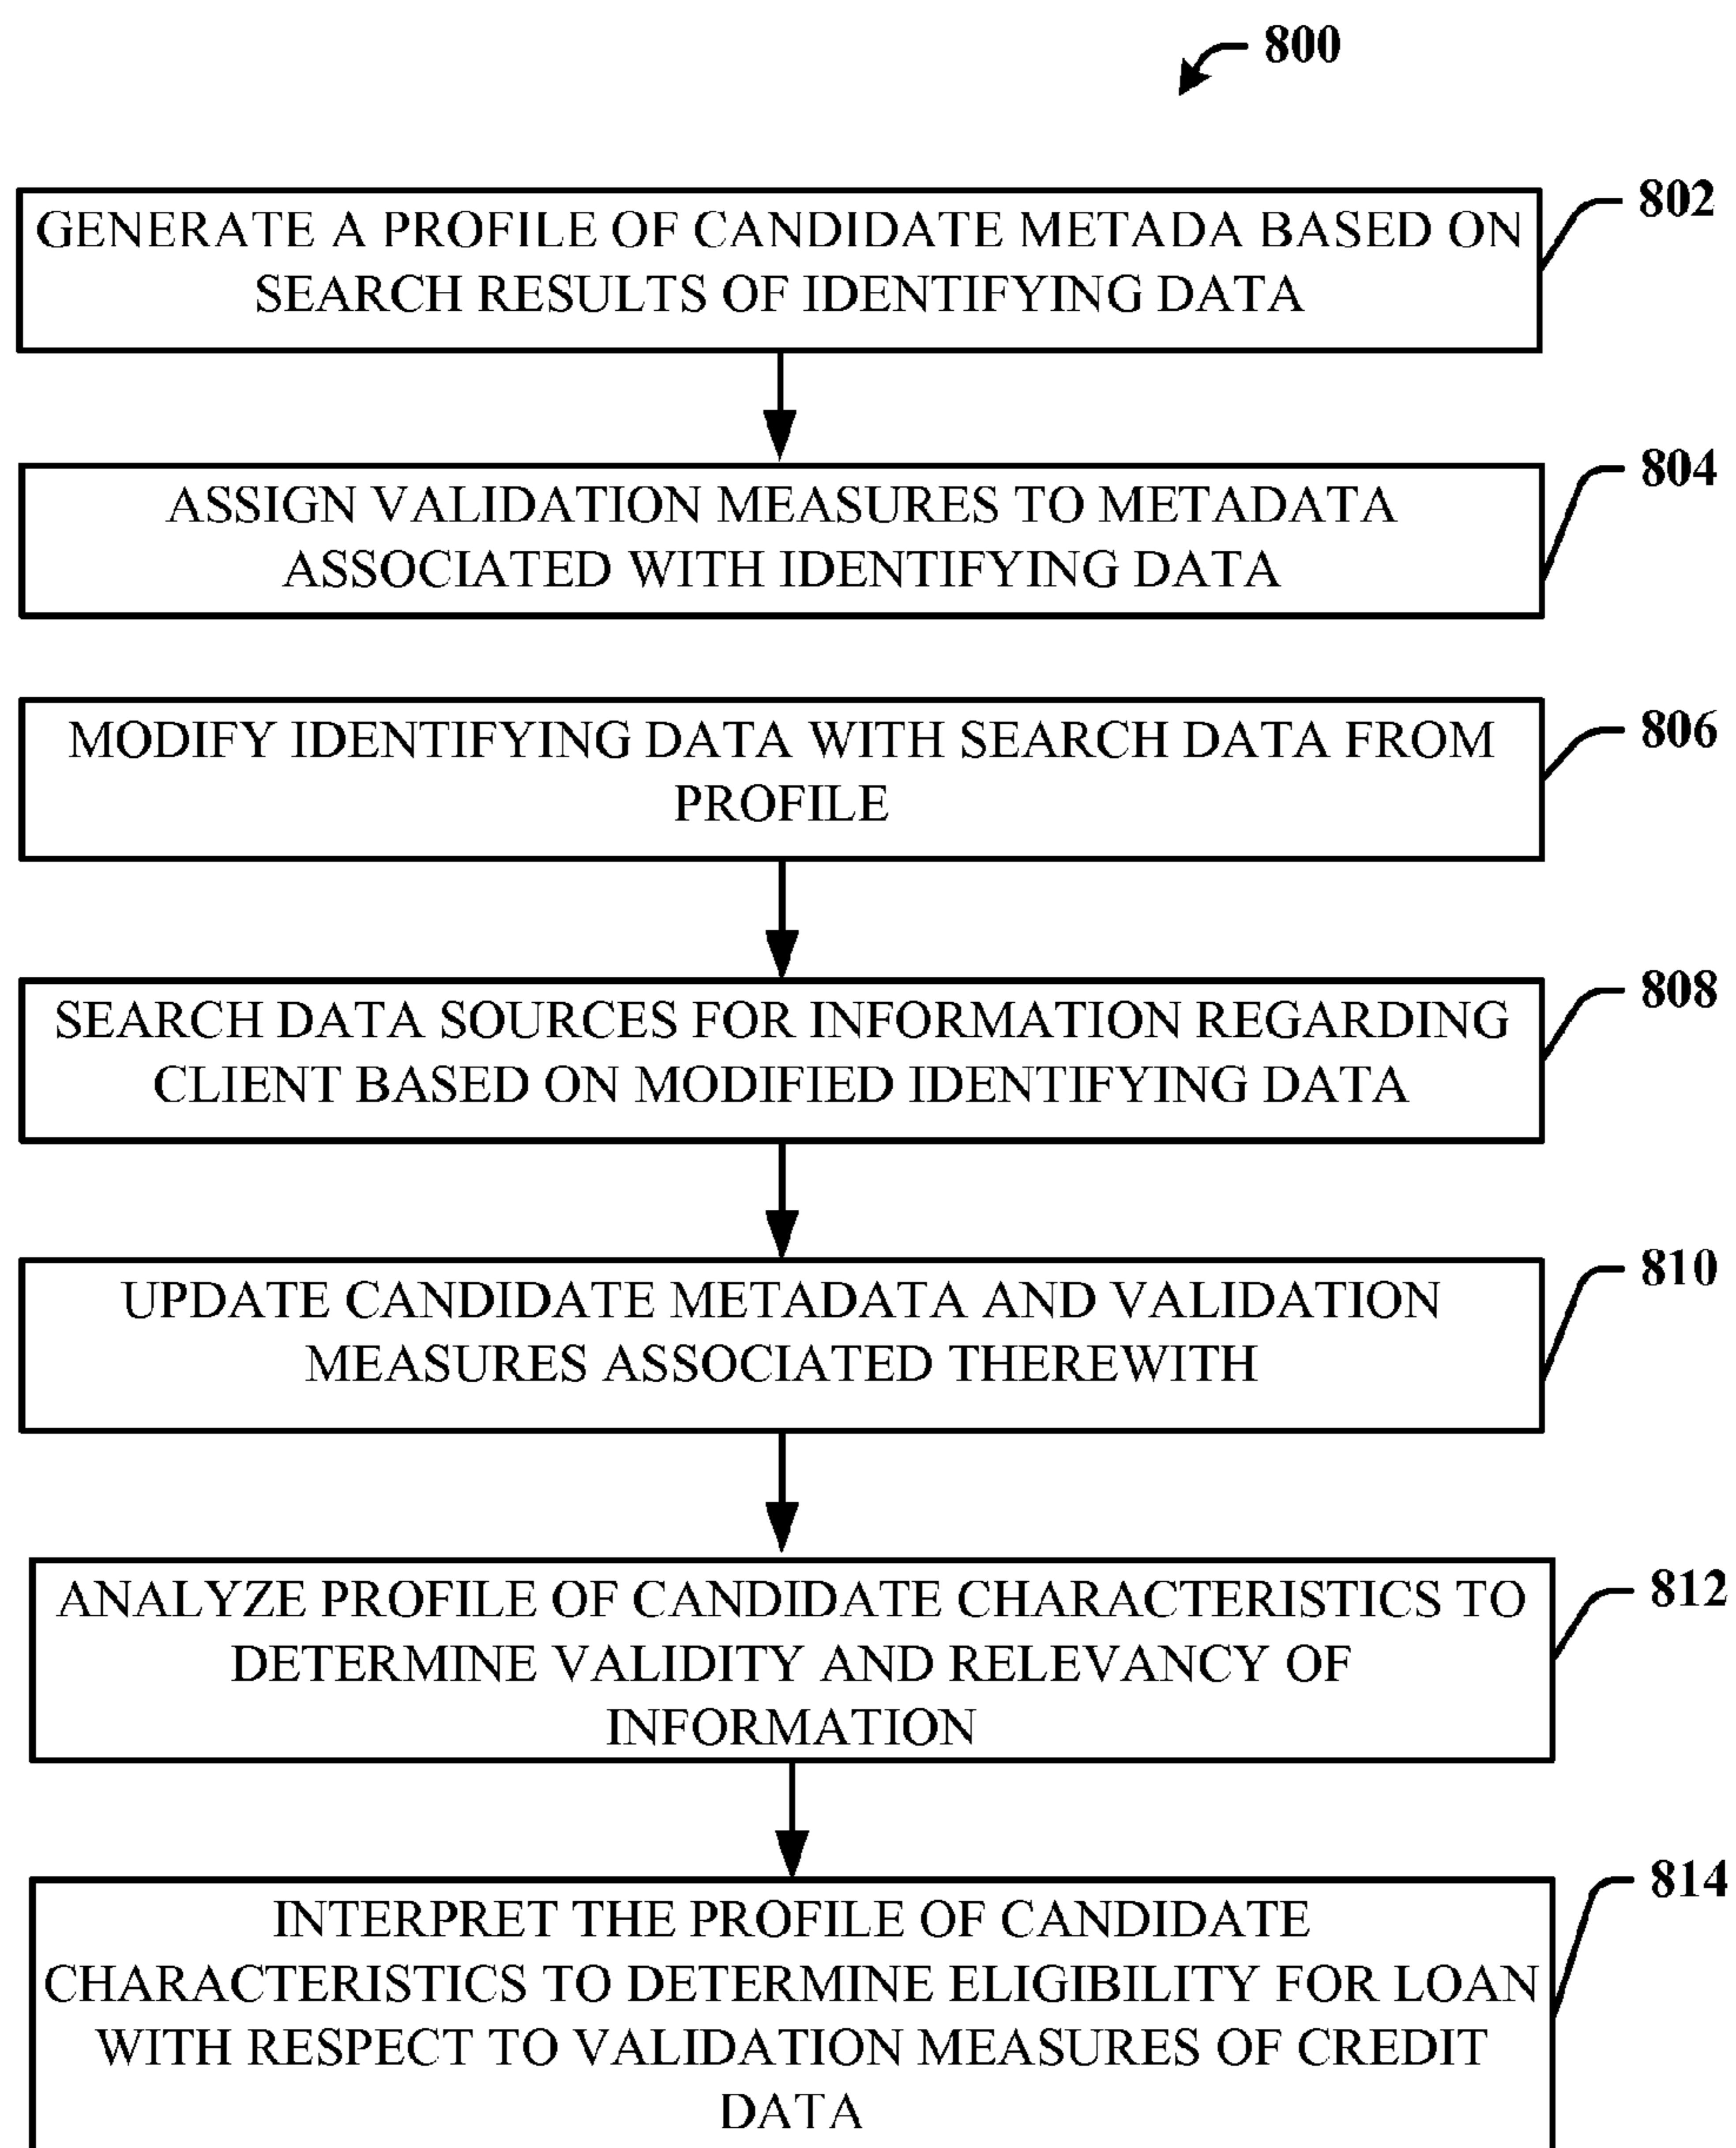 800
802
GENERATE A PROFILE OF CANDIDATE METADA BASED ON
SEARCH RESULTS OF IDENTIFYING DATA
804
ASSIGN VALIDATION MEASURES TO METADATA
ASSOCIATED WITH IDENTIFYING DATA
806
MODIFY IDENTIFYING DATA WITH SEARCH DATA FROM
PROFILE
808
SEARCH DATA SOURCES FOR INFORMATION REGARDING
CLIENT BASED ON MODIFIED IDENTIFYING DATA
810
UPDATE CANDIDATE METADATA AND VALIDATION
MEASURES ASSOCIATED THEREWITH
812
ANALYZE PROFILE OF CANDIDATE CHARACTERISTICS TO
DETERMINE VALIDITY AND RELEVANCY OF
INFORMATION
814
INTERPRET THE PROFILE OF CANDIDATE
CHARACTERISTICS TO DETERMINE ELIGIBILITY FOR LOAN
WITH RESPECT TO VALIDATION MEASURES OF CREDIT
DATA